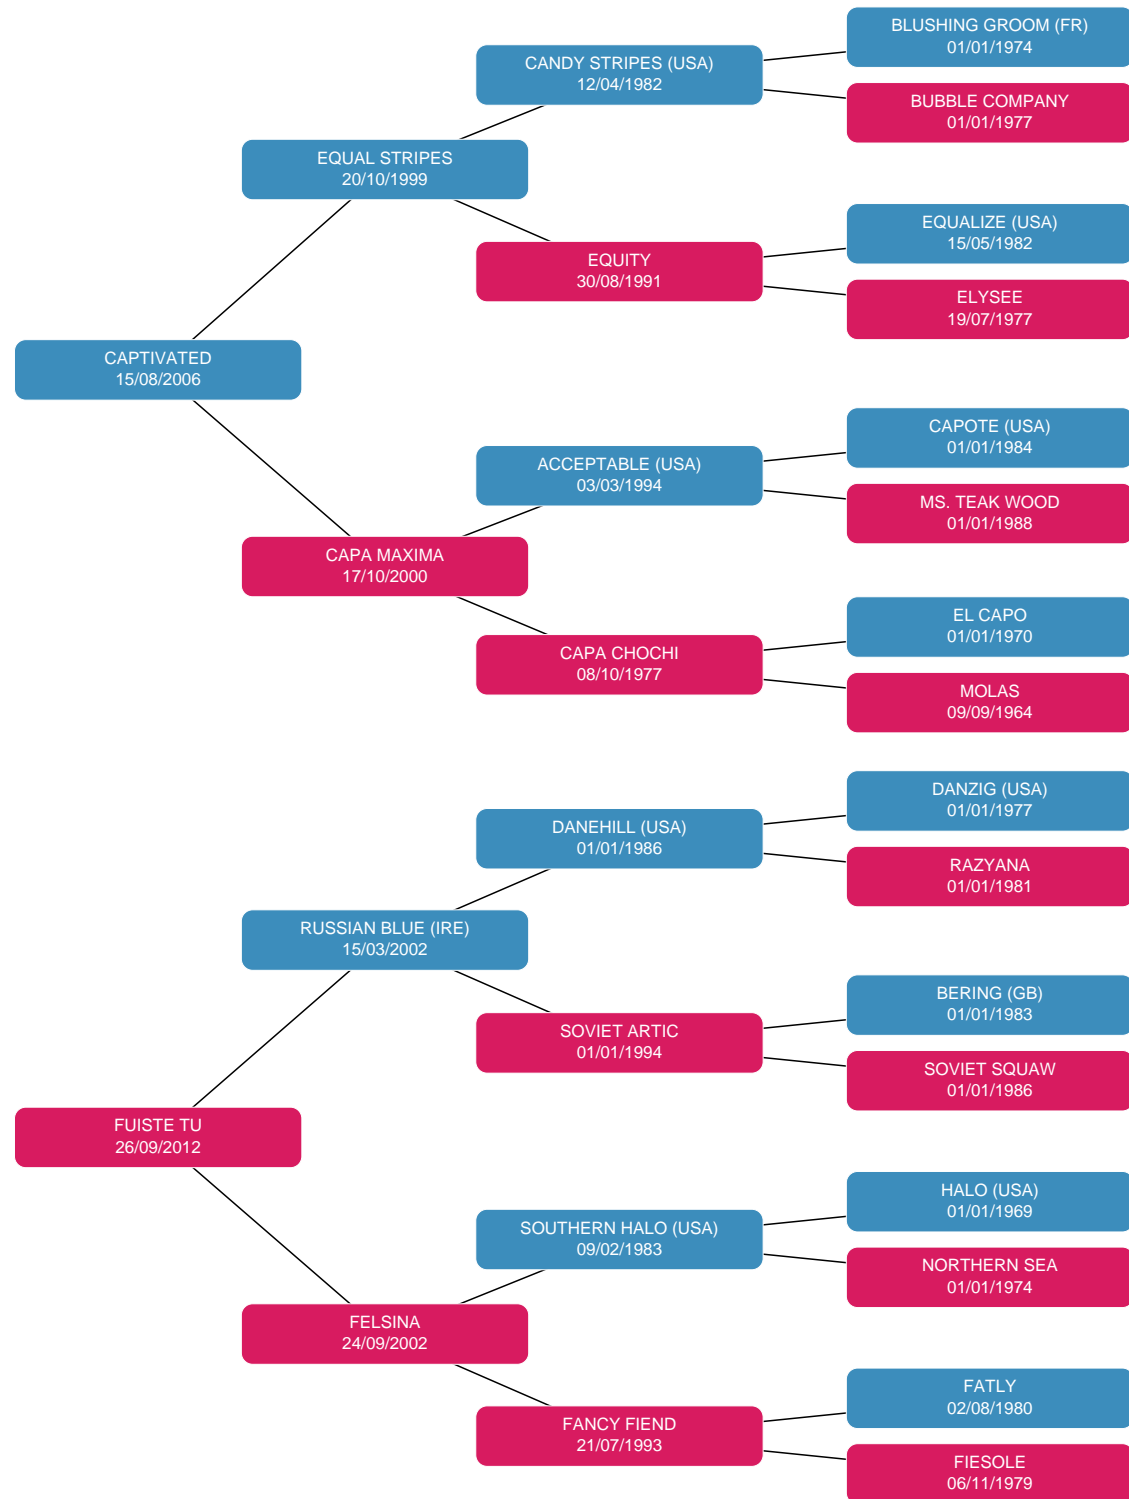 BLUSHING GROOM (FR)
01/01/1974
CANDY STRIPES (USA)
12/04/1982
BUBBLE COMPANY
01/01/1977
EQUAL STRIPES
20/10/1999
EQUALIZE (USA)
15/05/1982
EQUITY
30/08/1991
ELYSEE
19/07/1977
CAPTIVATED
15/08/2006
CAPOTE (USA)
01/01/1984
ACCEPTABLE (USA)
03/03/1994
MS. TEAK WOOD
01/01/1988
CAPA MAXIMA
17/10/2000
EL CAPO
01/01/1970
CAPA CHOCHI
08/10/1977
MOLAS
09/09/1964
DANZIG (USA)
01/01/1977
DANEHILL (USA)
01/01/1986
RAZYANA
01/01/1981
RUSSIAN BLUE (IRE)
15/03/2002
BERING (GB)
01/01/1983
SOVIET ARTIC
01/01/1994
SOVIET SQUAW
01/01/1986
FUISTE TU
26/09/2012
HALO (USA)
01/01/1969
SOUTHERN HALO (USA)
09/02/1983
NORTHERN SEA
01/01/1974
FELSINA
24/09/2002
FATLY
02/08/1980
FANCY FIEND
21/07/1993
FIESOLE
06/11/1979